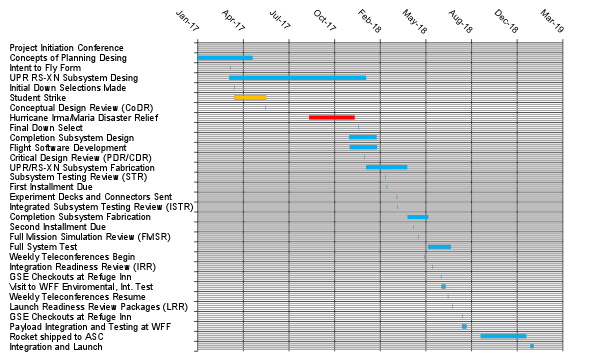 Jan-17
Apr-17
Jul-17
Oct-17
Feb-18
May-18
Aug-18
Dec-18
Mar-19
Project Initiation Conference
Concepts of Planning Desing
Intent to Fly Form
UPR RS-XN Subsystem Desing
Initial Down Selections Made
Student Strike
Conceptual Design Review (CoDR)
Hurricane Irma/Maria Disaster Relief
Final Down Select
Completion Subsystem Design
Flight Software Development
Critical Design Review (PDR/CDR)
UPR/RS-XN Subsystem Fabrication
Subsystem Testing Review (STR)
First Installment Due
Experiment Decks and Connectors Sent
Integrated Subsystem Testing Review (ISTR)
Completion Subsystem Fabrication
Second Installment Due
Full Mission Simulation Review (FMSR)
Full System Test
Weekly Teleconferences Begin
Integration Readiness Review (IRR)
GSE Checkouts at Refuge Inn
Visit to WFF Enviromental, Int. Test
Weekly Teleconferences Resume
Launch Readiness Review Packages (LRR)
GSE Checkouts at Refuge Inn
Payload Integration and Testing at WFF
Rocket shipped to ASC
Integration and Launch